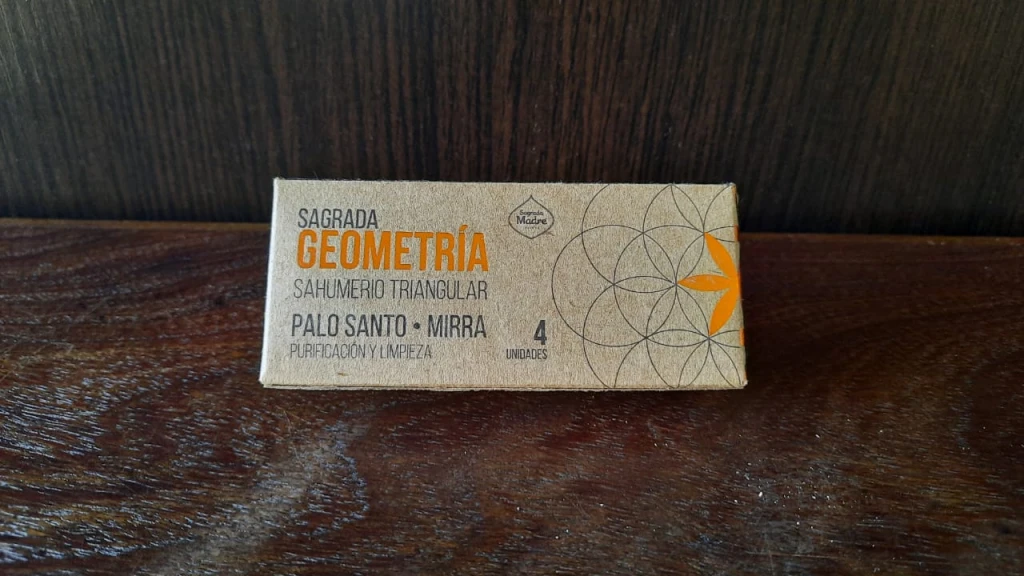 SAGRADA
GEOMETRÍA
SAHUMERIO TRIANGULAR
PALO SANTO • MIRRA
PURIFICACIÓN Y LIMPIEZA
4
UNIDADES
Sagrada
Madre